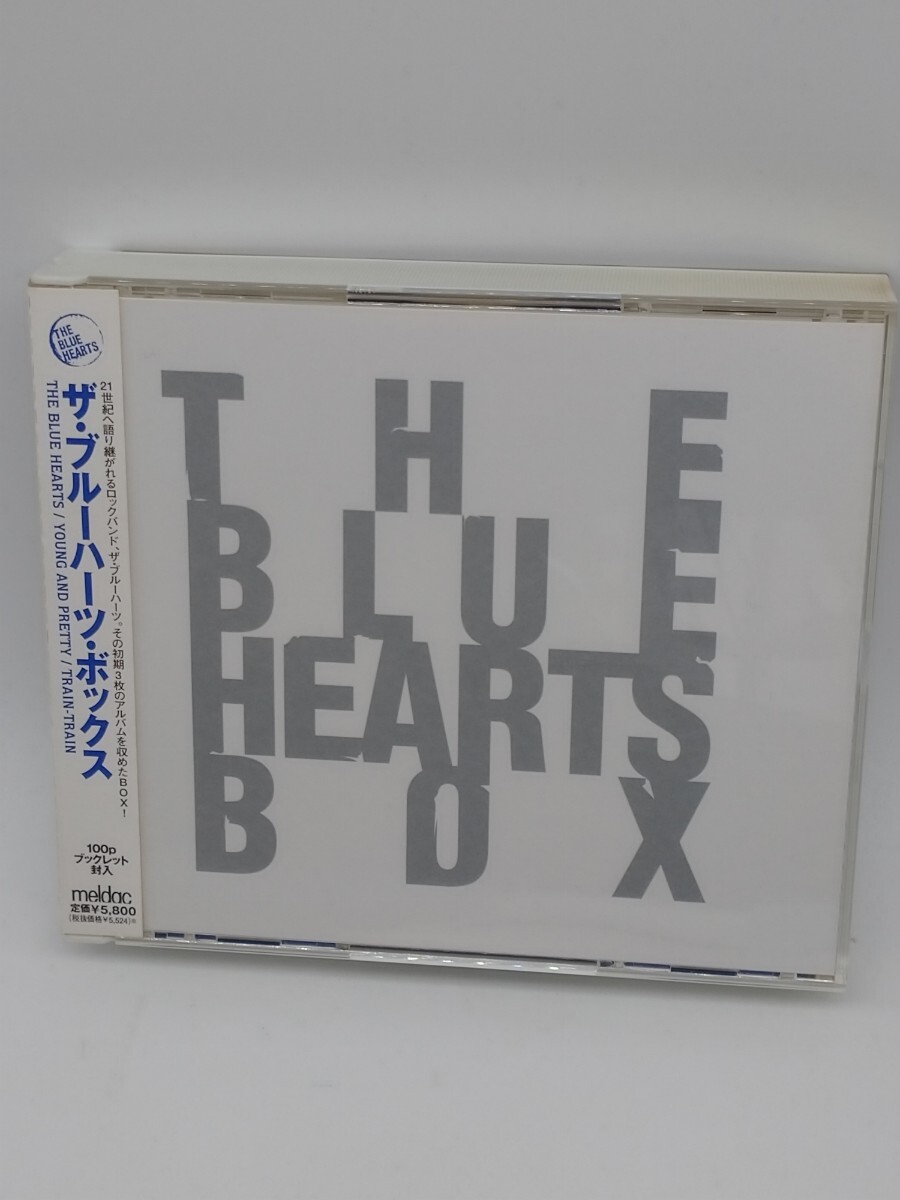 THE
BLUE
HEARTS
21世紀へ語り継がれるロックバンド、ザ・ブルーハーツ。その初期3枚のアルバムを収めたBOX!
ザ・ブルーハーツ・ボックス
THE BLUE HEARTS / YOUNG AND PRETTY / TRAIN-TRAIN
100p
ブックレット
封入
meldac
定価¥5,800
(税抜価格¥5,524)
THE
BLUE
HEARTS
BOX